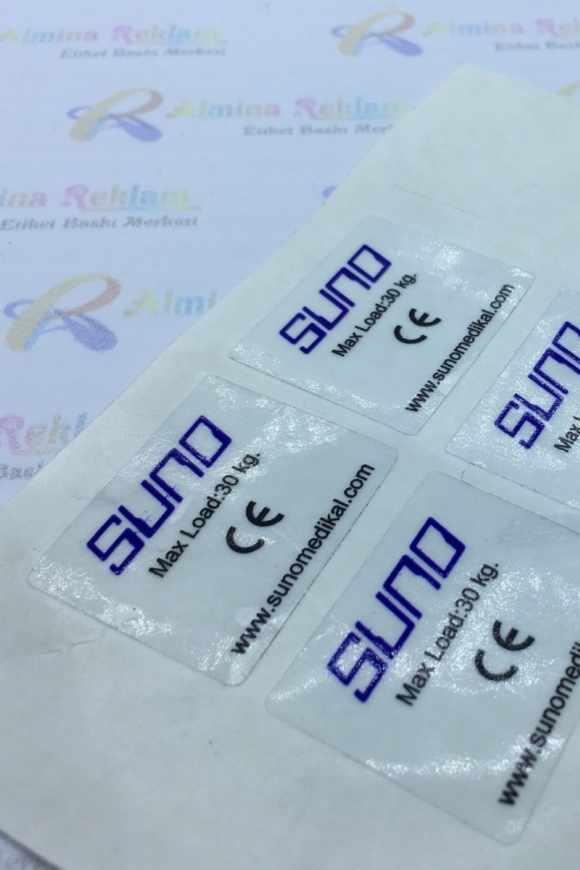 Almina Reklam
Etiket Baskı Merkezi
Almina Reklam
Etiket Baskı Merkezi
Reklam
Etiket Baskı Merkezi
SUNO
Max Load:30 kg.
CE
www.sunomedikal.com
SUNO
Max Load:30 kg.
CE
www.sunomedikal.com
SUNO
Max Load:30 kg.
CE
SUNO